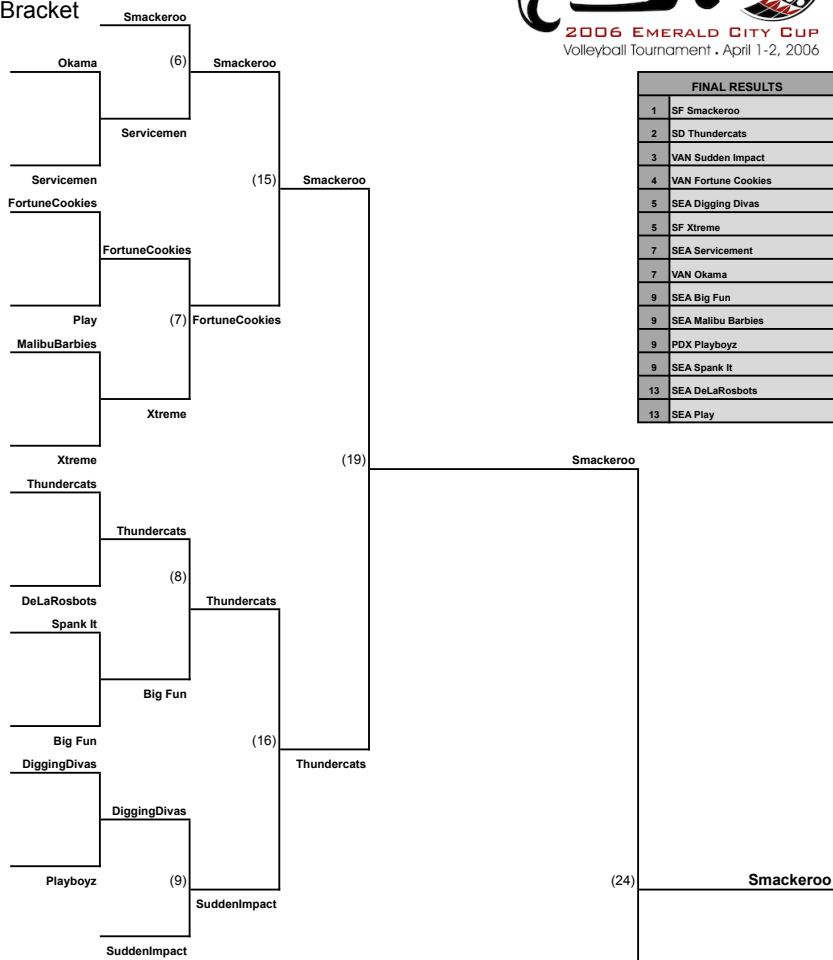 Bracket
2006 EMERALD CITY CUP
Volleyball Tournament . April 1-2, 2006
Smackeroo
Okama
(6)
Smackeroo
Servicemen
Servicemen
(15)
Smackeroo
FortuneCookies
FortuneCookies
Play
(7)
FortuneCookies
MalibuBarbies
Xtreme
Xtreme
(19)
Smackeroo
Thundercats
Thundercats
(8)
DeLaRosbots
Thundercats
Spank It
Big Fun
Big Fun
(16)
DiggingDivas
Thundercats
DiggingDivas
Playboyz
(9)
(24)
Smackeroo
SuddenImpact
SuddenImpact
FINAL RESULTS
1 SF Smackeroo
2 SD Thundercats
3 VAN Sudden Impact
4 VAN Fortune Cookies
5 SEA Digging Divas
5 SF Xtreme
7 SEA Servicement
7 VAN Okama
9 SEA Big Fun
9 SEA Malibu Barbies
9 PDX Playboyz
9 SEA Spank It
13 SEA DeLaRosbots
13 SEA Play